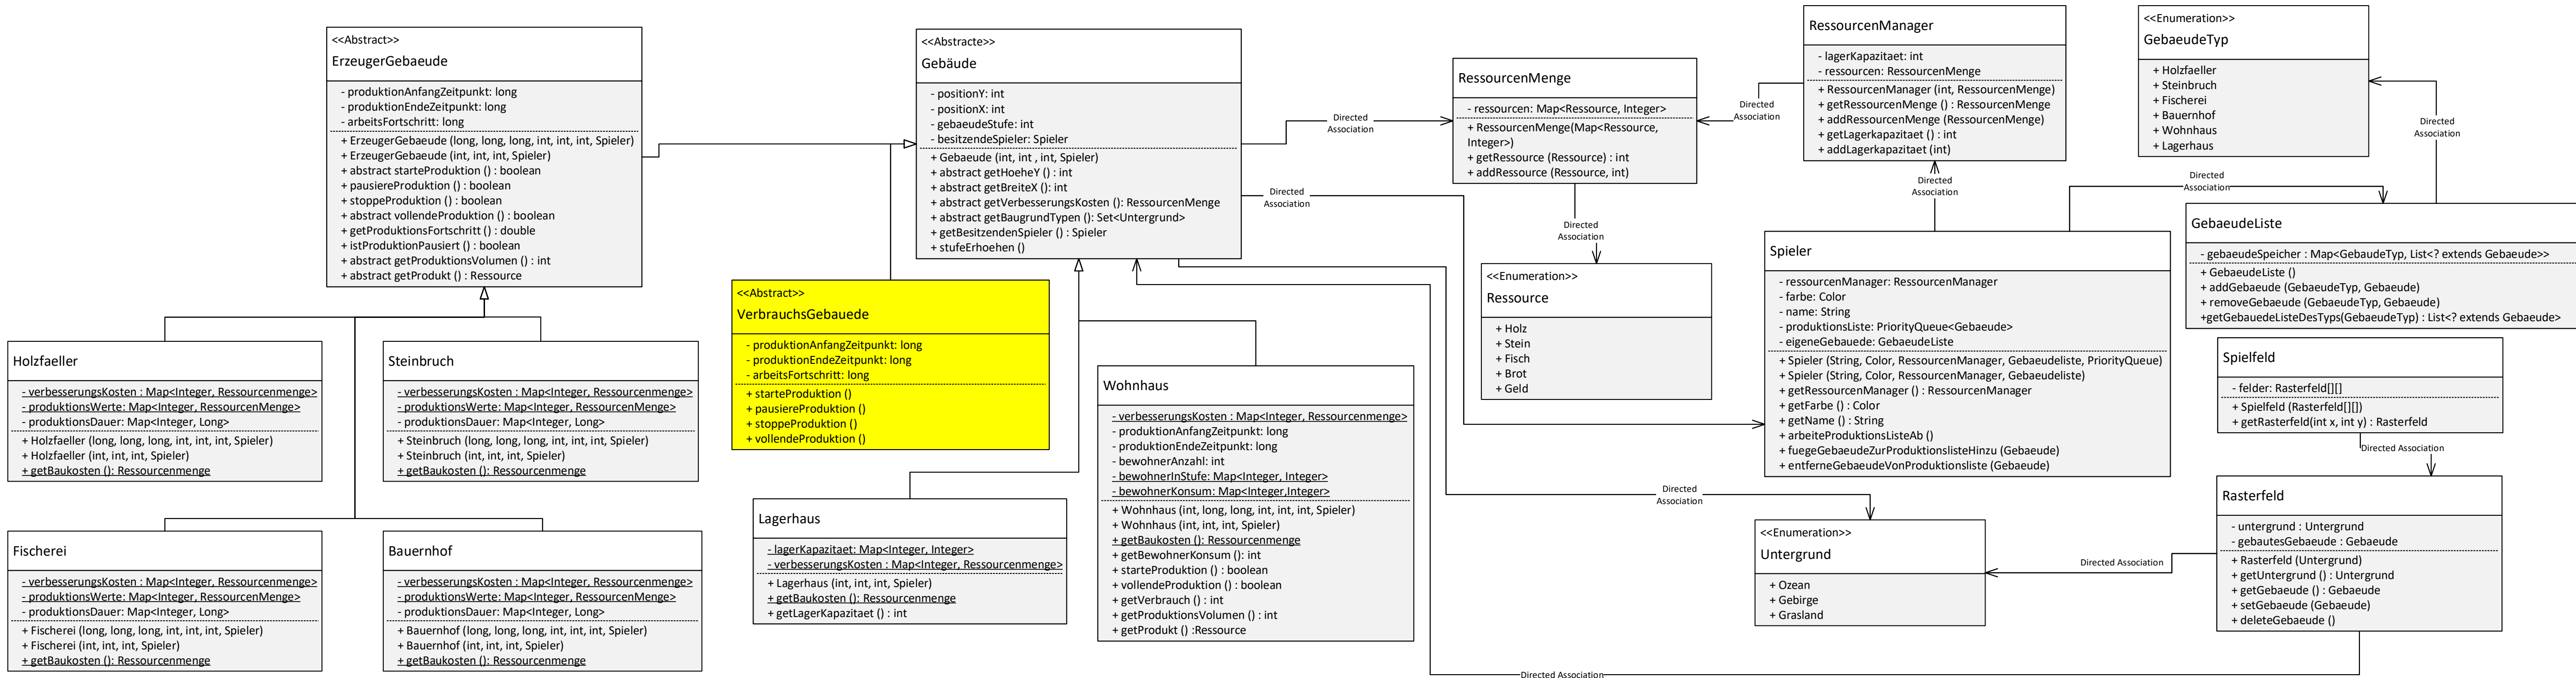 <<Abstract>>
ErzeugerGebaeude
- produktionAnfangZeitpunkt: long
- produktionEndeZeitpunkt: long
- arbeitsFortschritt: long
+ ErzeugerGebaeude (long, long, long, int, int, int, Spieler)
+ ErzeugerGebaeude (int, int, int, Spieler)
+ abstract starteProduktion () : boolean
+ pausiereProduktion () : boolean
+ stoppeProduktion () : boolean
+ abstract vollendeProduktion () : boolean
+ getProduktionsFortschritt () : double
+ istProduktionPausiert () : boolean
+ abstract getProduktionsVolumen () : int
+ abstract getProdukt () : Ressource
Holzfaeller
- verbesserungsKosten : Map<Integer, Ressourcenmenge>
- produktionsWerte: Map<Integer, RessourcenMenge>
- produktionsDauer: Map<Integer, Long>
+ Holzfaeller (long, long, long, int, int, int, Spieler)
+ Holzfaeller (int, int, int, Spieler)
+ getBaukosten (): Ressourcenmenge
Steinbruch
- verbesserungsKosten : Map<Integer, Ressourcenmenge>
- produktionsWerte: Map<Integer, RessourcenMenge>
- produktionsDauer: Map<Integer, Long>
+ Steinbruch (long, long, long, int, int, int, Spieler)
+ Steinbruch (int, int, int, Spieler)
+ getBaukosten (): Ressourcenmenge
Fischerei
- verbesserungsKosten : Map<Integer, Ressourcenmenge>
- produktionsWerte: Map<Integer, RessourcenMenge>
- produktionsDauer: Map<Integer, Long>
+ Fischerei (long, long, long, int, int, int, Spieler)
+ Fischerei (int, int, int, Spieler)
+ getBaukosten (): Ressourcenmenge
Bauernhof
- verbesserungsKosten : Map<Integer, Ressourcenmenge>
- produktionsWerte: Map<Integer, RessourcenMenge>
- produktionsDauer: Map<Integer, Long>
+ Bauernhof (long, long, long, int, int, int, Spieler)
+ Bauernhof (int, int, int, Spieler)
+ getBaukosten (): Ressourcenmenge
<<Abstracte>>
Gebäude
- positionY: int
- positionX: int
- gebaeudeStufe: int
- besitzendeSpieler: Spieler
+ Gebaeude (int, int , int, Spieler)
+ abstract getHoeheY () : int
+ abstract getBreiteX (): int
+ abstract getVerbesserungsKosten (): RessourcenMenge
+ abstract getBaugrundTypen (): Set<Untergrund>
+ getBesitzendenSpieler () : Spieler
+ stufeErhoehen ()
<<Abstract>>
VerbrauchsGebauede
- produktionAnfangZeitpunkt: long
- produktionEndeZeitpunkt: long
- arbeitsFortschritt: long
+ starteProduktion ()
+ pausiereProduktion ()
+ stoppeProduktion ()
+ vollendeProduktion ()
Lagerhaus
- lagerKapazitaet: Map<Integer, Integer>
- verbesserungsKosten : Map<Integer, Ressourcenmenge>
+ Lagerhaus (int, int, int, Spieler)
+ getBaukosten (): Ressourcenmenge
+ getLagerKapazitaet () : int
Wohnhaus
- verbesserungsKosten : Map<Integer, Ressourcenmenge>
- produktionAnfangZeitpunkt: long
- produktionEndeZeitpunkt: long
- bewohnerAnzahl: int
- bewohnerInStufe: Map<Integer, Integer>
- bewohnerKonsum: Map<Integer,Integer>
+ Wohnhaus (int, long, long, int, int, int, Spieler)
+ Wohnhaus (int, int, int, Spieler)
+ getBaukosten (): Ressourcenmenge
+ getBewohnerKonsum (): int
+ starteProduktion () : boolean
+ vollendeProduktion () : boolean
+ getVerbrauch () : int
+ getProduktionsVolumen () : int
+ getProdukt () :Ressource
Directed
Association
Directed
Association
RessourcenMenge
- ressourcen: Map<Ressource, Integer>
+ RessourcenMenge(Map<Ressource,
Integer>)
+ getRessource (Ressource) : int
+ addRessource (Ressource, int)
Directed
Association
<<Enumeration>>
Ressource
+ Holz
+ Stein
+ Fisch
+ Brot
+ Geld
Directed
Association
RessourcenManager
- lagerKapazitaet: int
- ressourcen: RessourcenMenge
+ RessourcenManager (int, RessourcenMenge)
+ getRessourcenMenge () : RessourcenMenge
+ addRessourcenMenge (RessourcenMenge)
+ getLagerkapazitaet () : int
+ addLagerkapazitaet (int)
Directed
Association
Spieler
- ressourcenManager: RessourcenManager
- farbe: Color
- name: String
- produktionsListe: PriorityQueue<Gebaude>
- eigeneGebauede: GebaeudeListe
+ Spieler (String, Color, RessourcenManager, Gebaeudeliste, PriorityQueue)
+ Spieler (String, Color, RessourcenManager, Gebaeudeliste)
+ getRessourcenManager () : RessourcenManager
+ getFarbe () : Color
+ getName () : String
+ arbeiteProduktionsListeAb ()
+ fuegeGebaeudeZurProduktionslisteHinzu (Gebaude)
+ entferneGebaeudeVonProduktionsliste (Gebaude)
Directed
Association
<<Enumeration>>
Untergrund
+ Ozean
+ Gebirge
+ Grasland
<<Enumeration>>
GebaeudeTyp
+ Holzfaeller
+ Steinbruch
+ Fischerei
+ Bauernhof
+ Wohnhaus
+ Lagerhaus
Directed
Association
Directed
Association
GebaeudeListe
- gebaudeSpeicher : Map<GebaudeTyp, List<? extends Gebaude>>
+ GebaeudeListe ()
+ addGebaeude (GebaeudeTyp, Gebaude)
+ removeGebaeude (GebaeudeTyp, Gebaude)
+getGebauedeListeDesTyps(GebaeudeTyp) : List<? extends Gebaude>
Spielfeld
- felder: Rasterfeld[][]
+ Spielfeld (Rasterfeld[][])
+ getRasterfeld(int x, int y) : Rasterfeld
Directed Association
Rasterfeld
- untergrund : Untergrund
- gebautesGebaeude : Gebaude
+ Rasterfeld (Untergrund)
+ getUntergrund () : Untergrund
+ getGebaeude () : Gebaude
+ setGebaude (Gebaude)
+ deleteGebaeude ()
Directed Association
Directed Association